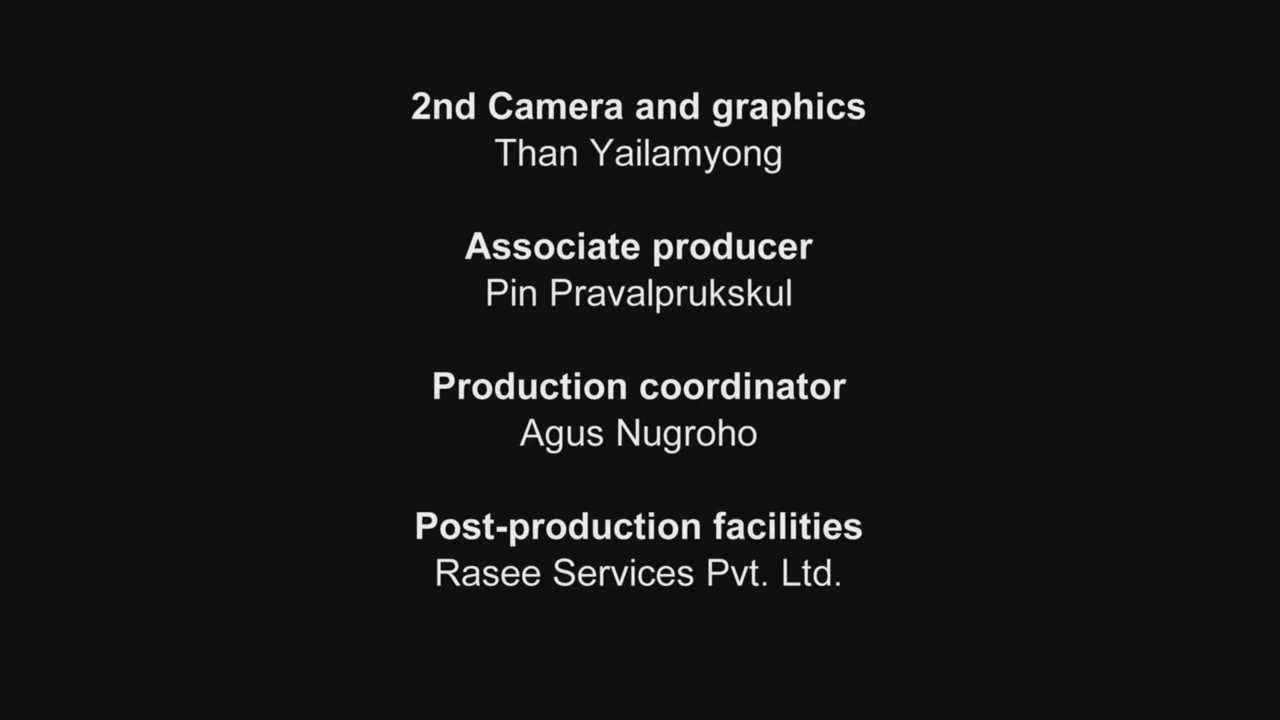 2nd Camera and graphics
Than Yailamyong
Associate producer
Pin Pravalprukskul
Production coordinator
Agus Nugroho
Post-production facilities
Rasee Services Pvt. Ltd.